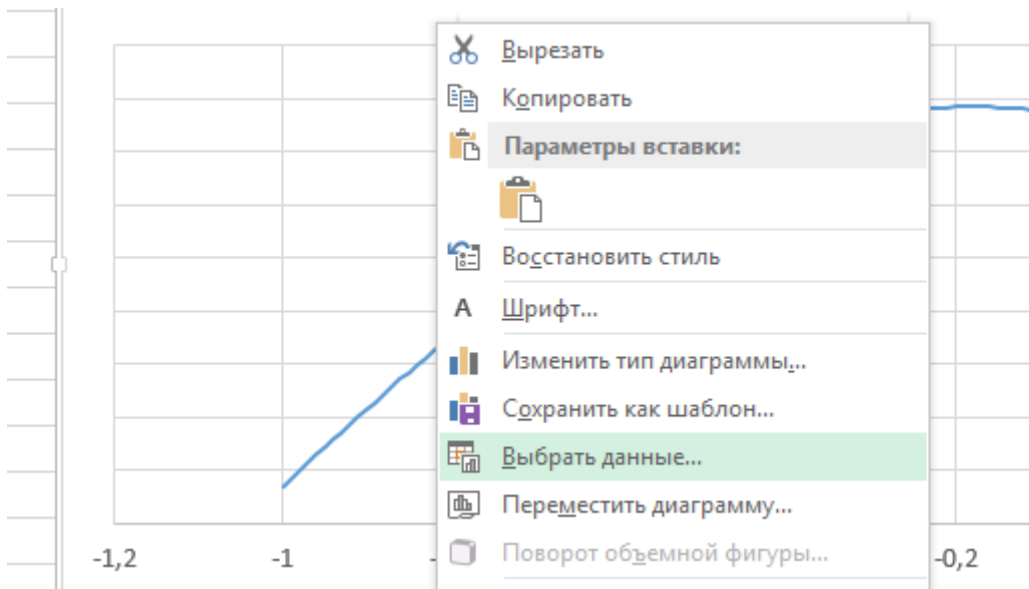 Вырезать
Копировать
Параметры вставки:
Восстановить стиль
А Шрифт...
Изменить тип диаграммы...
Сохранить как шаблон...
Выбрать данные...
Переместить диаграмму...
Поворот объемной фигуры...
-1,2 -1 -0,2